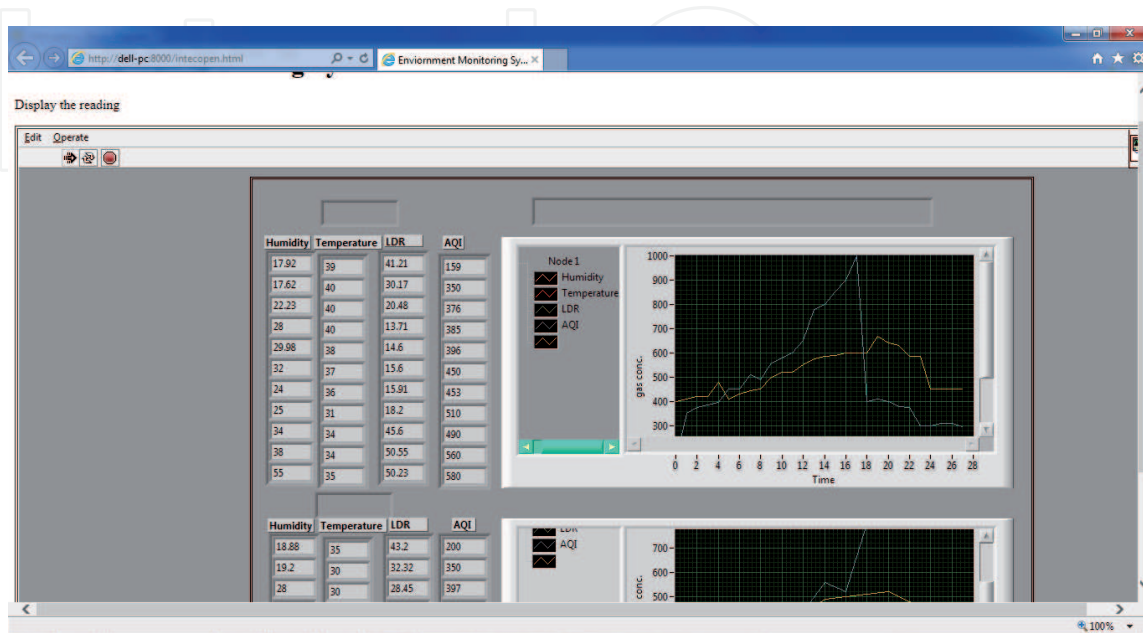 http://dell-pc:8000/intecopen.html
Enviornment Monitoring Sy...
Display the reading
Edit Operate
Humidity Temperature LDR AQI
17.92 39 41.21 159
17.62 40 30.17 350
22.23 40 20.48 376
28 40 13.71 385
29.98 38 14.6 396
32 37 15.6 450
24 36 15.91 453
25 31 18.2 510
34 34 45.6 490
38 34 50.55 560
55 35 50.23 580
Node 1
Humidity
Temperature
LDR
AQI
1000
900
800
700
600
500
400
300
gas conc.
0 2 4 6 8 10 12 14 16 18 20 22 24 26 28
Time
Humidity Temperature LDR AQI
18.88 35 43.2 200
19.2 30 32.32 350
28 30 28.45 397
LDR
AQI
700
600
500
conc.
100%